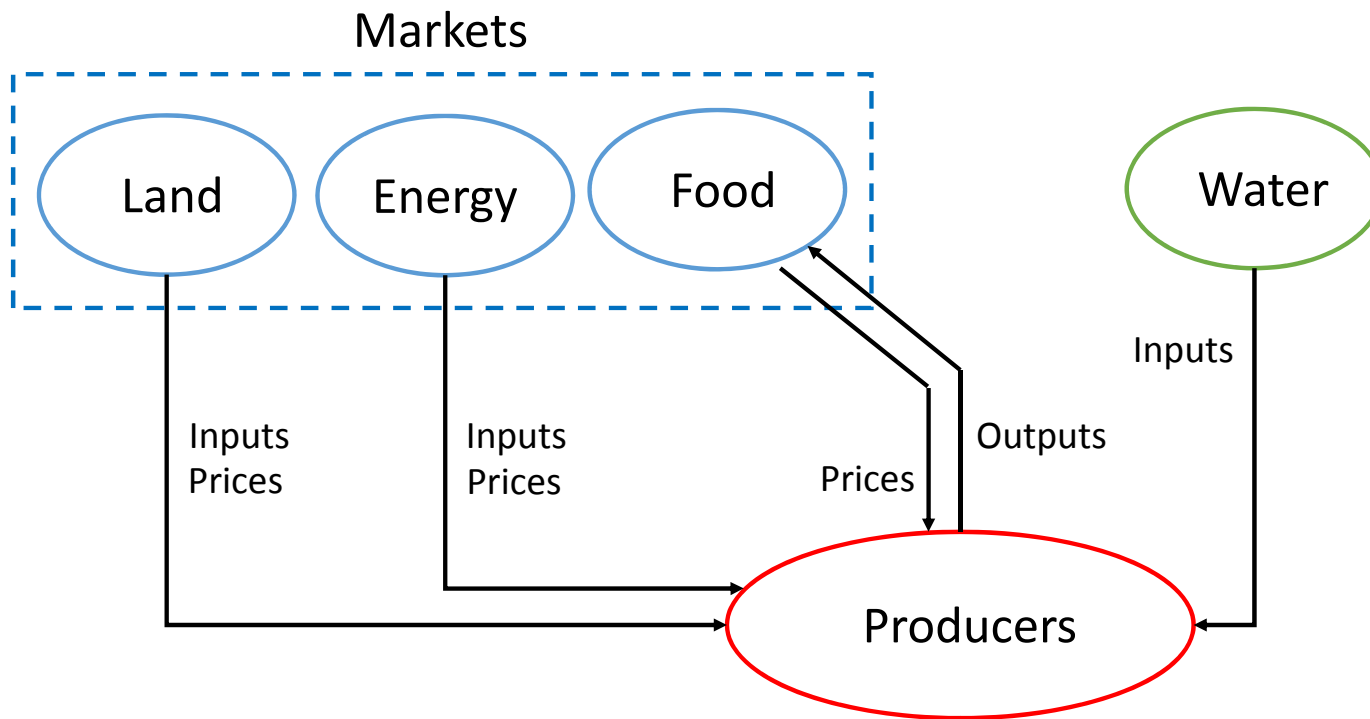 Markets
Land
Energy
Food
Water
Inputs
Inputs
Prices
Inputs
Prices
Prices
Outputs
Producers